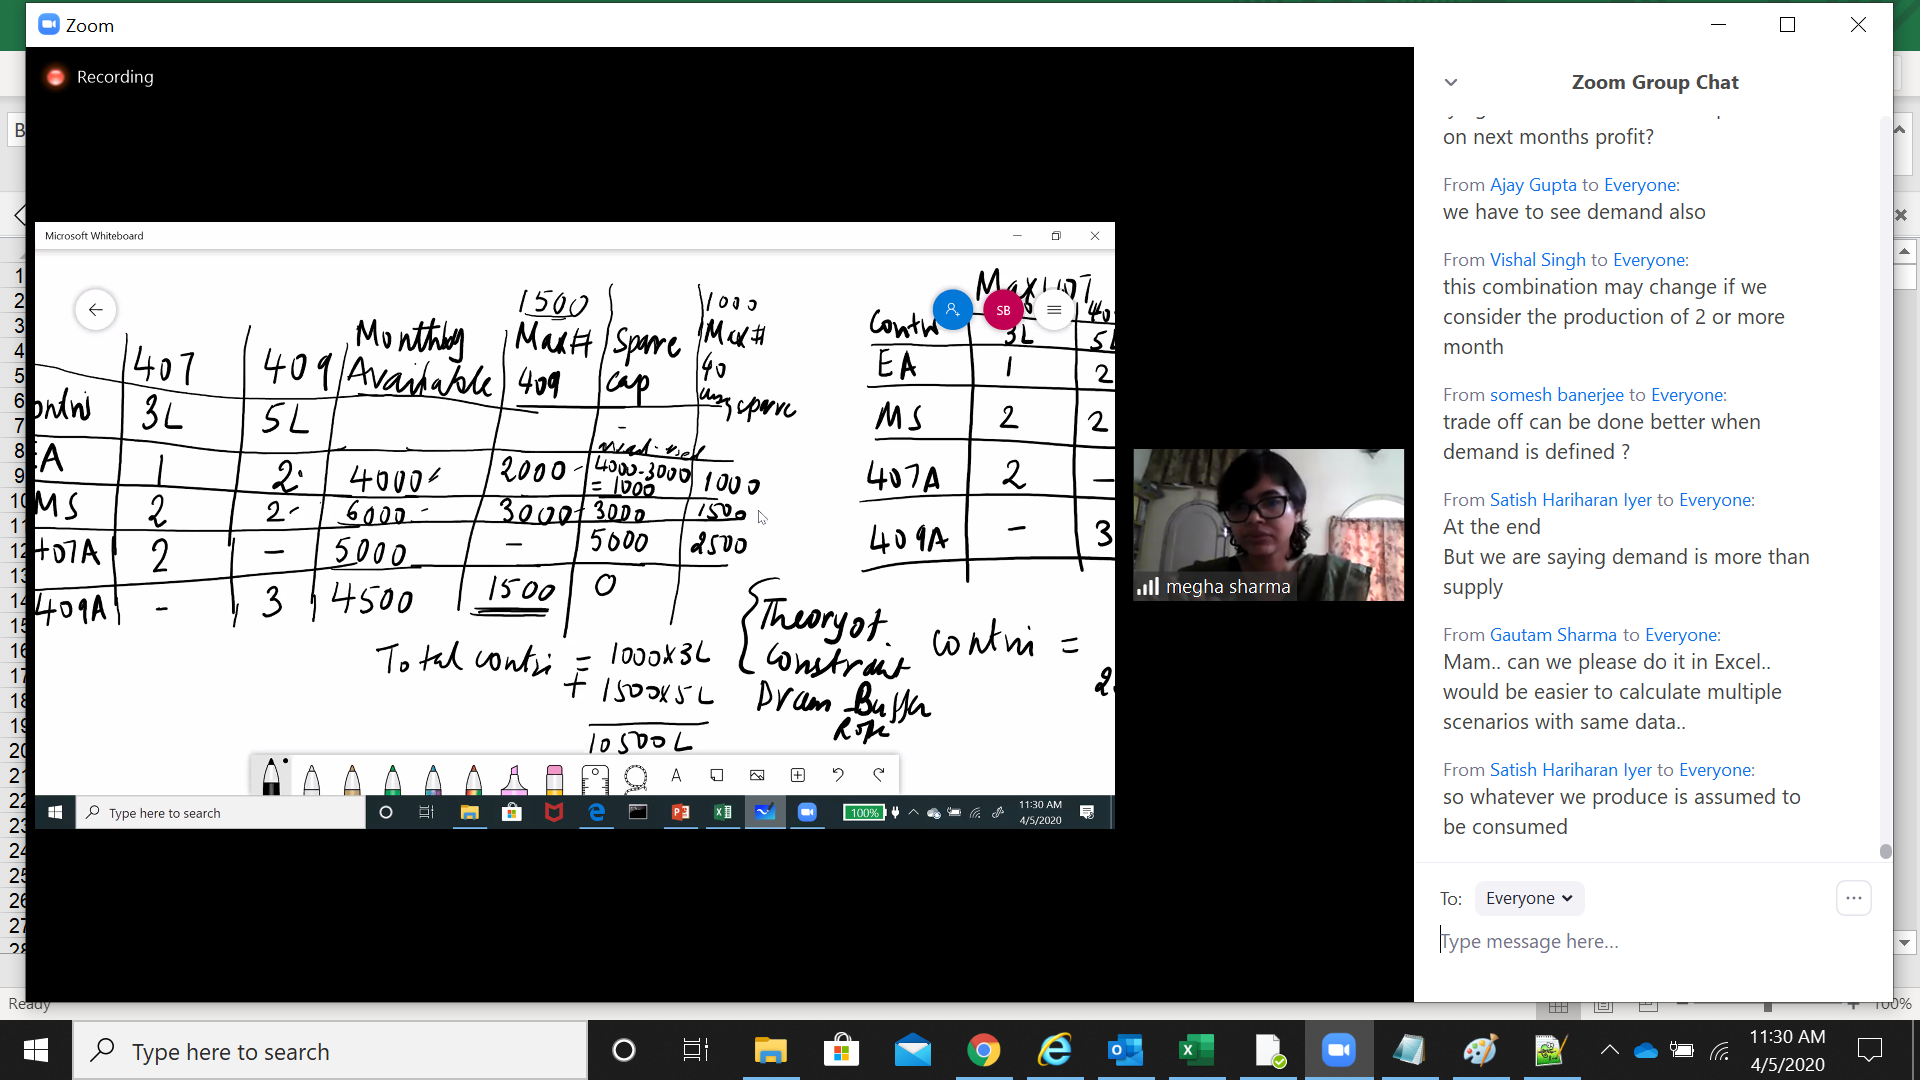 Zoom
Recording
Microsoft Whiteboard
1500
407
409
Monthly
Available
Max#
409
Spare
cap
1000
Max#
40
using spare
3L
5L
EA
1
2
4000
2000
4000-3000
= 1000
1000
MS
2
2
6000
3000
3000
1500
407A
2
-
5000
-
5000
2500
409A
-
3
4500
1500
0
Total contri = 1000x3L
+ 1500x5L
10500L
Theory of
Constraint
Drum Buffer
Rope
Max 407
Contri
3L
EA
1
2
MS
2
2
407A
2
-
409A
-
3
contri =
SB
Type here to search
100%
11:30 AM
4/5/2020
megha sharma
Zoom Group Chat
on next months profit?
From Ajay Gupta to Everyone:
we have to see demand also
From Vishal Singh to Everyone:
this combination may change if we
consider the production of 2 or more
month
From somesh banerjee to Everyone:
trade off can be done better when
demand is defined ?
From Satish Hariharan Iyer to Everyone:
At the end
But we are saying demand is more than
supply
From Gautam Sharma to Everyone:
Mam.. can we please do it in Excel..
would be easier to calculate multiple
scenarios with same data..
From Satish Hariharan Iyer to Everyone:
so whatever we produce is assumed to
be consumed
To: Everyone
Type message here...
Ready
100%
Type here to search
11:30 AM
4/5/2020